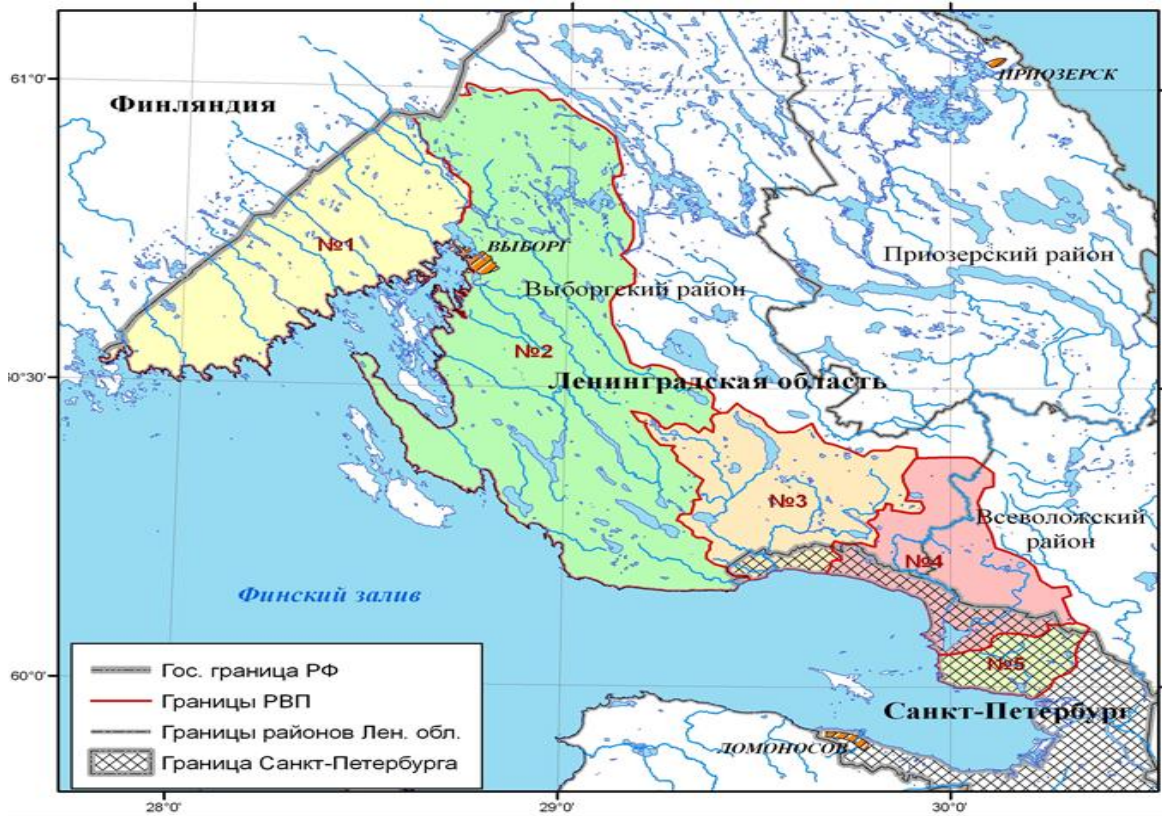 61°0'
Финляндия
ПРИОЗЕРСК
№1
ВЫБОРГ
Приозерский район
Выборгский район
№2
60°30'
Ленинградская область
№3
Всеволожский
район
№4
Финский залив
№5
60°0'
Санкт-Петербург
ЛОМОНОСОВ
Гос. граница РФ
Границы РВП
Границы районов Лен. обл.
Граница Санкт-Петербурга
28°0'
29°0'
30°0'